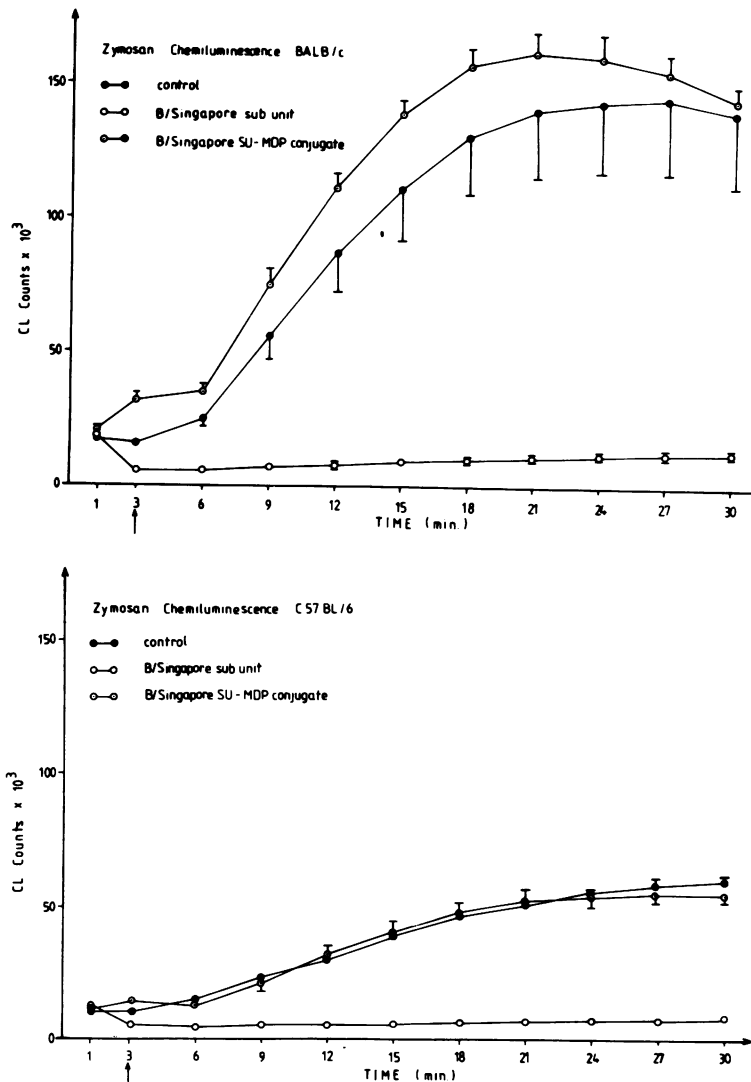 Zymosan Chemiluminescence BALB/c
control
B/Singapore sub unit
B/Singapore SU-MDP conjugate
150
100
50
0
CL Counts x 10³
1 3 6 9 12 15 18 21 24 27 30
TIME (min.)
Zymosan Chemiluminescence C57 BL/6
control
B/Singapore sub unit
B/Singapore SU-MDP conjugate
150
100
50
0
CL Counts x 10³
1 3 6 9 12 15 18 21 24 27 30
TIME (min.)